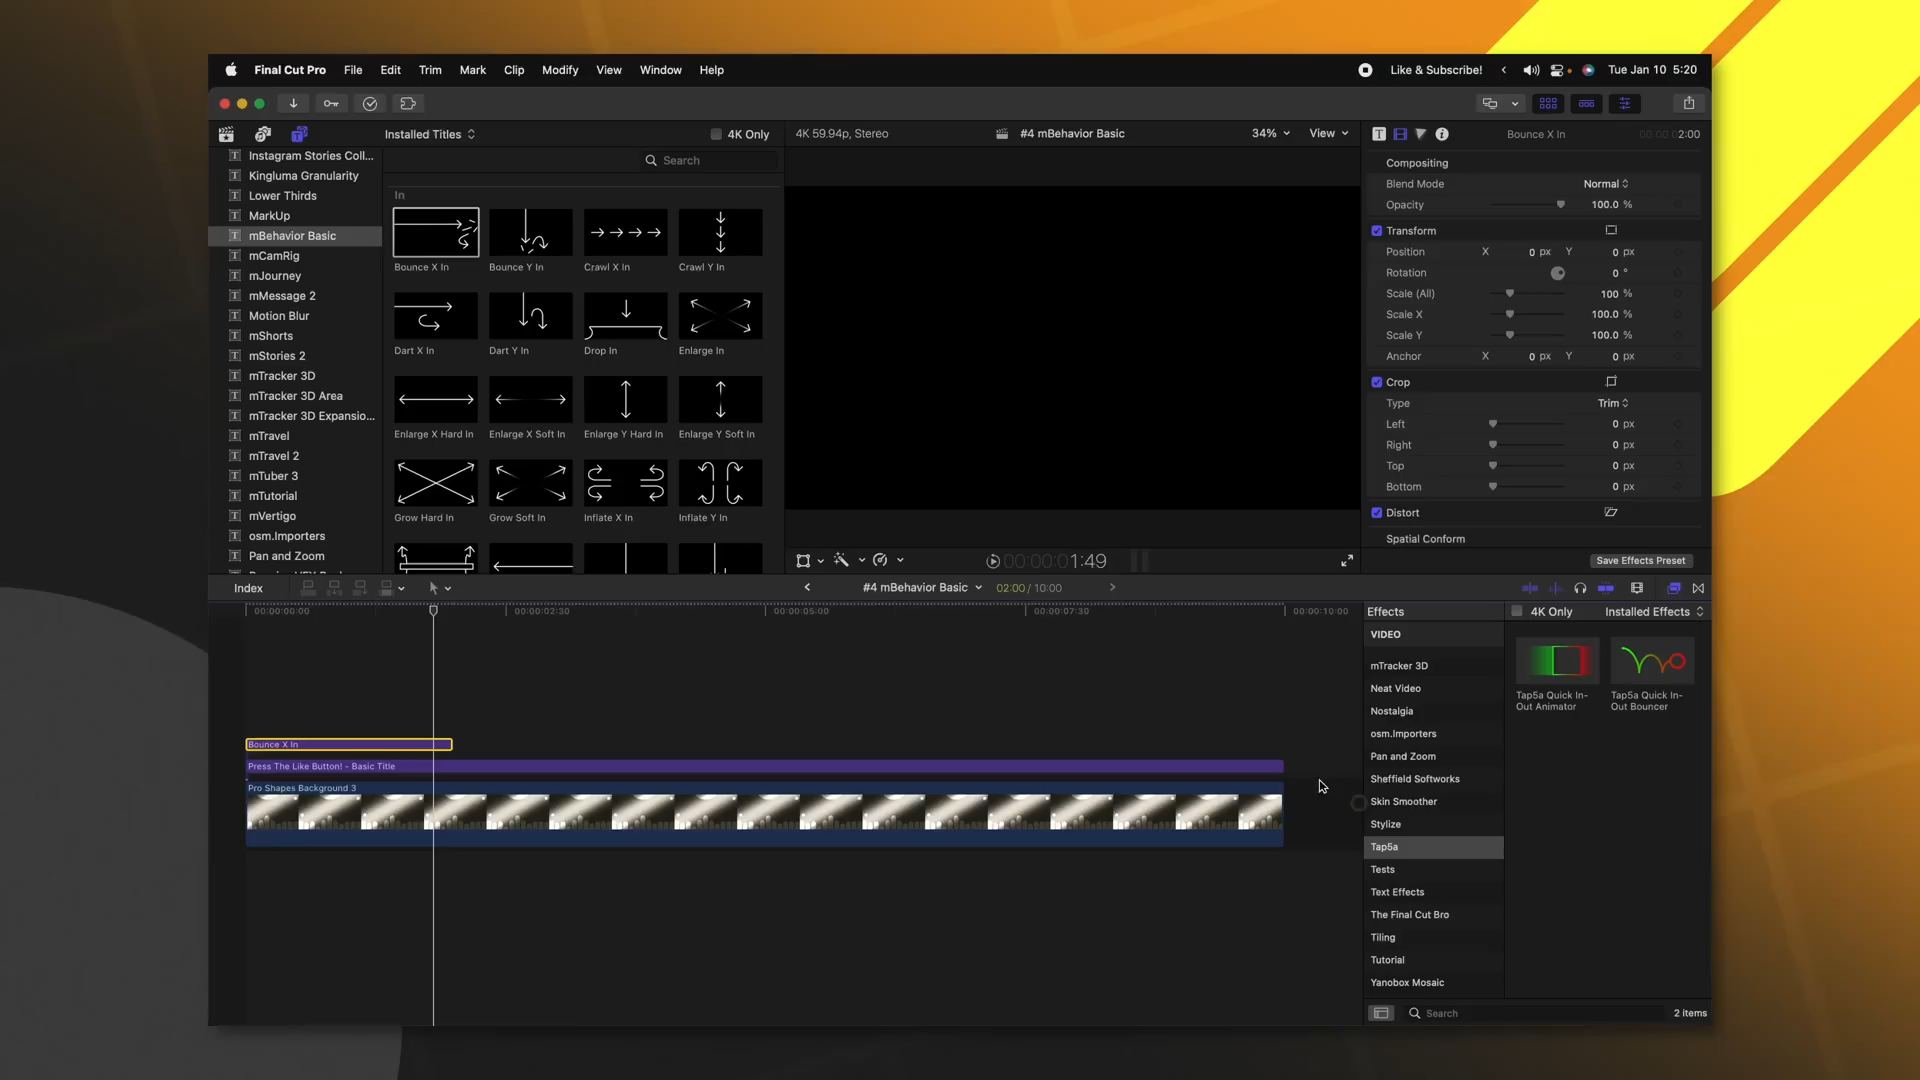 Final Cut Pro File Edit Trim Mark Clip Modify View Window Help
Like & Subscribe! Tue Jan 10 5:20
Installed Titles 4K Only
4K 59.94p, Stereo #4 mBehavior Basic 34% View
Bounce X In 00:00:02:00
Instagram Stories Coll...
Kingluma Granularity
Lower Thirds
MarkUp
mBehavior Basic
mCamRig
mJourney
mMessage 2
Motion Blur
mShorts
mStories 2
mTracker 3D
mTracker 3D Area
mTracker 3D Expansio...
mTravel
mTravel 2
mTuber 3
mTutorial
mVertigo
osm.Importers
Pan and Zoom
Search
In
Bounce X In Bounce Y In Crawl X In Crawl Y In
Dart X In Dart Y In Drop In Enlarge In
Enlarge X Hard In Enlarge X Soft In Enlarge Y Hard In Enlarge Y Soft In
Grow Hard In Grow Soft In Inflate X In Inflate Y In
00:00:01:49
Compositing
Blend Mode Normal
Opacity 100.0 %
Transform
Position X 0 px Y 0 px
Rotation 0 °
Scale (All) 100 %
Scale X 100.0 %
Scale Y 100.0 %
Anchor X 0 px Y 0 px
Crop
Type Trim
Left 0 px
Right 0 px
Top 0 px
Bottom 0 px
Distort
Spatial Conform
Save Effects Preset
Index #4 mBehavior Basic 02:00 / 10:00
00:00:00:00 00:00:02:30 00:00:05:00 00:00:07:30 00:00:10:00
Bounce X In
Press The Like Button! - Basic Title
Pro Shapes Background 3
Effects 4K Only Installed Effects
VIDEO
mTracker 3D
Neat Video
Nostalgia
osm.Importers
Pan and Zoom
Sheffield Softworks
Skin Smoother
Stylize
Tap5a
Tests
Text Effects
The Final Cut Bro
Tiling
Tutorial
Yanobox Mosaic
Tap5a Quick In-
Out Animator
Tap5a Quick In-
Out Bouncer
Search 2 items